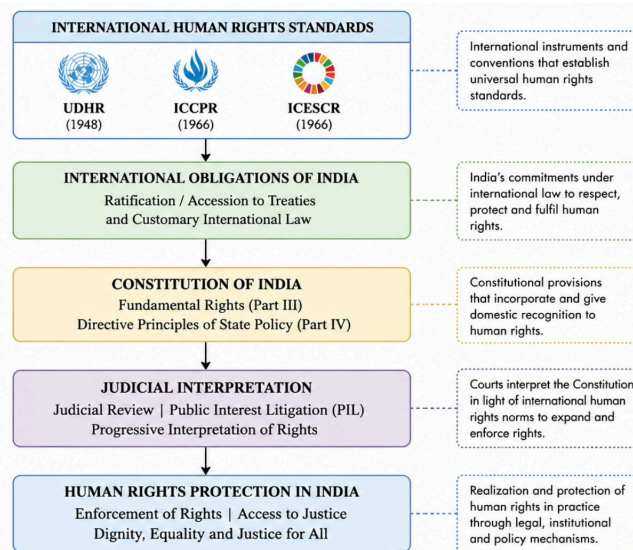 INTERNATIONAL HUMAN RIGHTS STANDARDS
UDHR
(1948)
ICCPR
(1966)
ICESCR
(1966)
International instruments and
conventions that establish
universal human rights
standards.
INTERNATIONAL OBLIGATIONS OF INDIA
Ratification / Accession to Treaties
and Customary International Law
India's commitments under
international law to respect,
protect and fulfil human
rights.
CONSTITUTION OF INDIA
Fundamental Rights (Part III)
Directive Principles of State Policy (Part IV)
Constitutional provisions
that incorporate and give
domestic recognition to
human rights.
JUDICIAL INTERPRETATION
Judicial Review | Public Interest Litigation (PIL)
Progressive Interpretation of Rights
Courts interpret the Constitution
in light of international human
rights norms to expand and
enforce rights.
HUMAN RIGHTS PROTECTION IN INDIA
Enforcement of Rights | Access to Justice
Dignity, Equality and Justice for All
Realization and protection of
human rights in practice
through legal, institutional
and policy mechanisms.